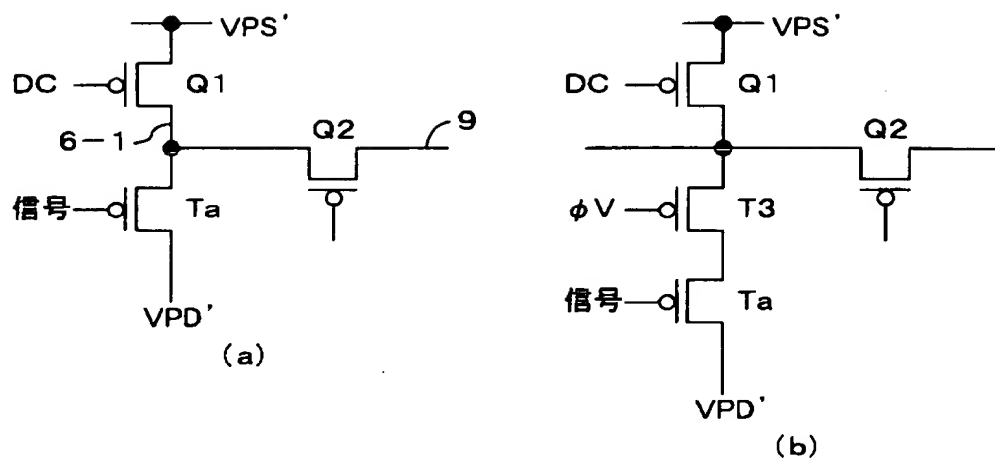 VPS'
DC
Q1
6-1
Q2
9
信号
Ta
VPD'
(a)
VPS'
DC
Q1
Q2
φV
T3
信号
Ta
VPD'
(b)